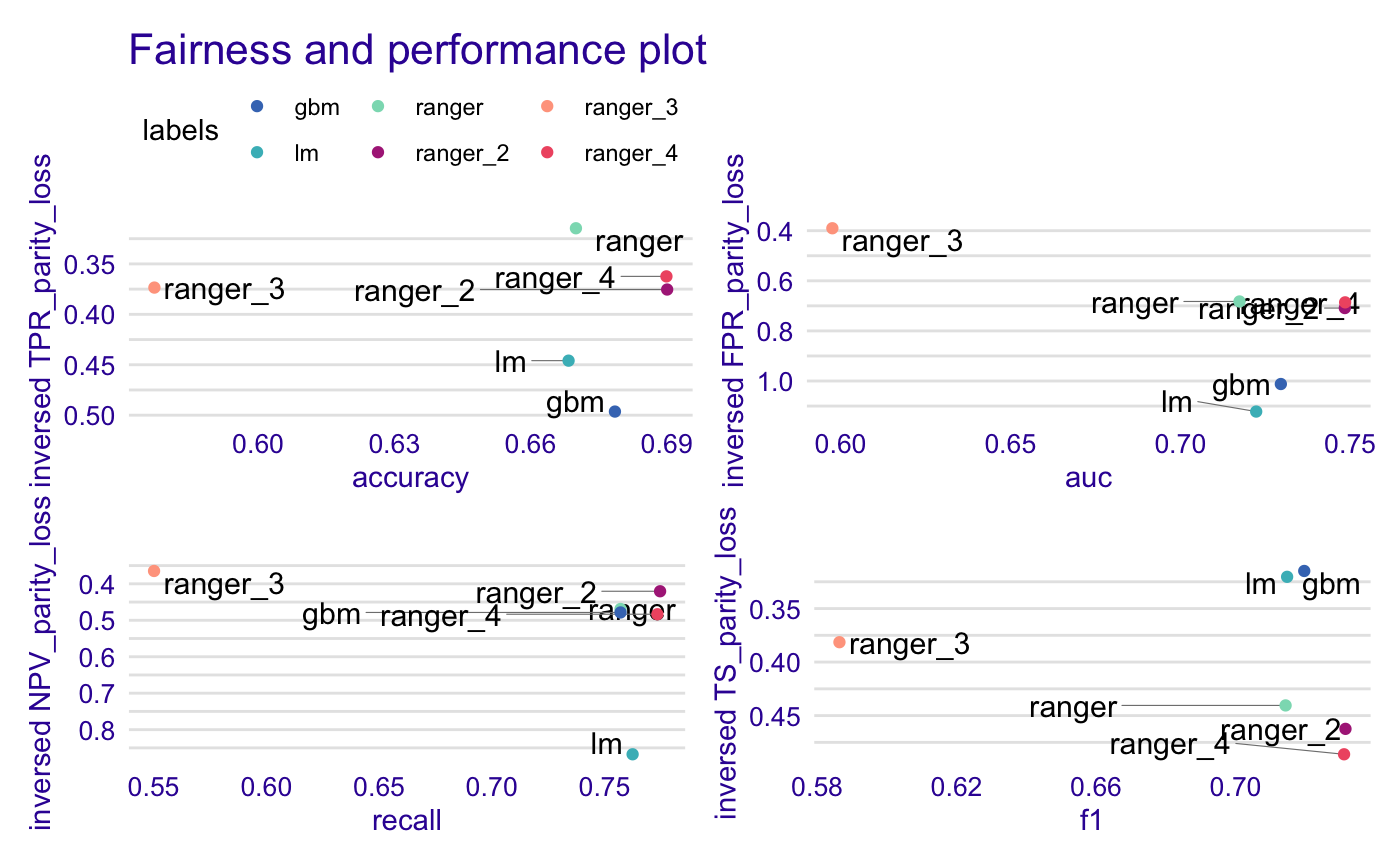 Fairness and performance plot
labels
gbm
ranger
ranger_3
lm
ranger_2
ranger_4
inversed TPR_parity_loss
0.35
0.40
0.45
0.50
ranger
ranger_4
ranger_3
ranger_2
lm
gbm
0.60
0.63
0.66
0.69
accuracy
inversed FPR_parity_loss
0.4
0.6
0.8
1.0
ranger_3
ranger
ranger_4
ranger_2
gbm
lm
0.60
0.65
0.70
0.75
auc
inversed NPV_parity_loss
0.4
0.5
0.6
0.7
0.8
ranger_3
ranger_2
ranger
gbm
ranger_4
lm
0.55
0.60
0.65
0.70
0.75
recall
inversed TS_parity_loss
0.35
0.40
0.45
lm
gbm
ranger_3
ranger
ranger_2
ranger_4
0.58
0.62
0.66
0.70
f1